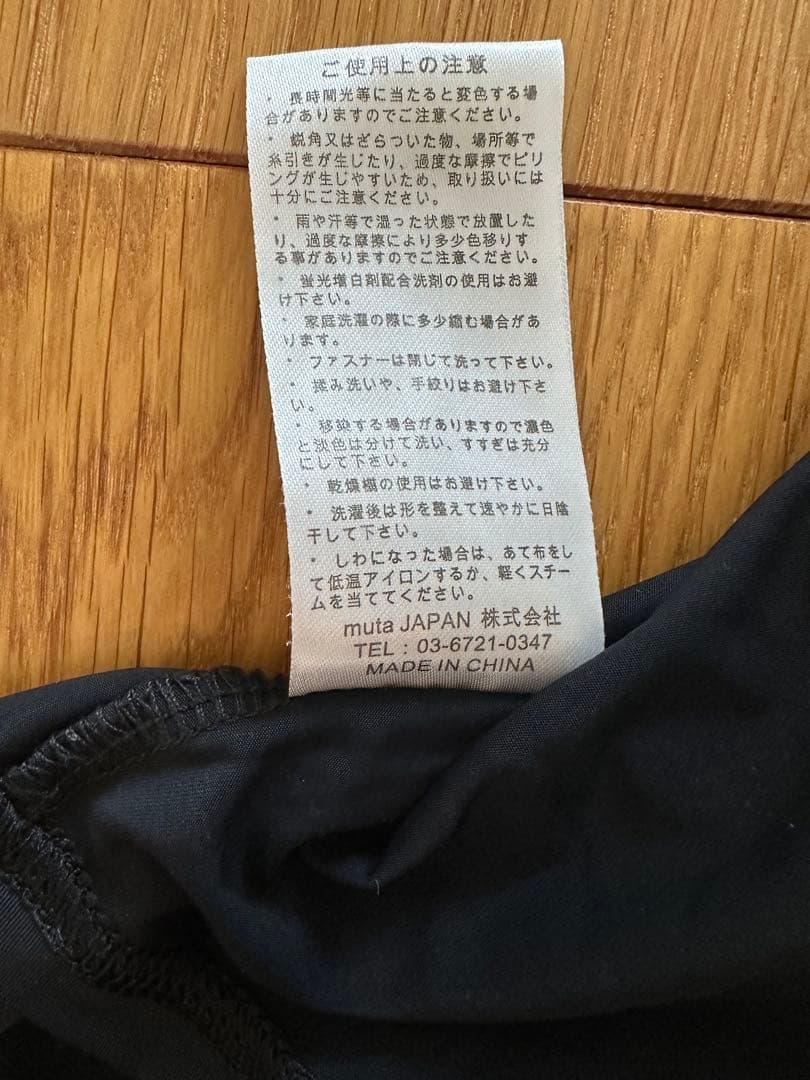 ご使用上の注意
・ 長時間光等に当たると変色する場
合がありますのでご注意ください。
・ 鋭角又はざらついた物、場所等で
糸引きが生じたり、過度な摩擦でピリ
ングが生じやすいため、取り扱いには
十分にご注意ください。
・ 雨や汗等で湿った状態で放置した
り、過度な摩擦により多少色移りす
る事がありますのでご注意ください。
・ 蛍光増白剤配合洗剤の使用はお避
け下さい。
・ 家庭洗濯の際に多少縮む場合があ
ります。
・ ファスナーは閉じて洗って下さい。
・ 揉み洗いや、手絞りはお避け下さ
い。
・ 移染する場合がありますので濃色
と淡色は分けて洗い、すすぎは充分
にして下さい。
・ 乾燥機の使用はお避け下さい。
・ 洗濯後は形を整えて速やかに日陰
干して下さい。
・ しわになった場合は、あて布をし
て低温アイロンするか、軽くスチー
ムを当ててください。
muta JAPAN 株式会社
TEL : 03-6721-0347
MADE IN CHINA